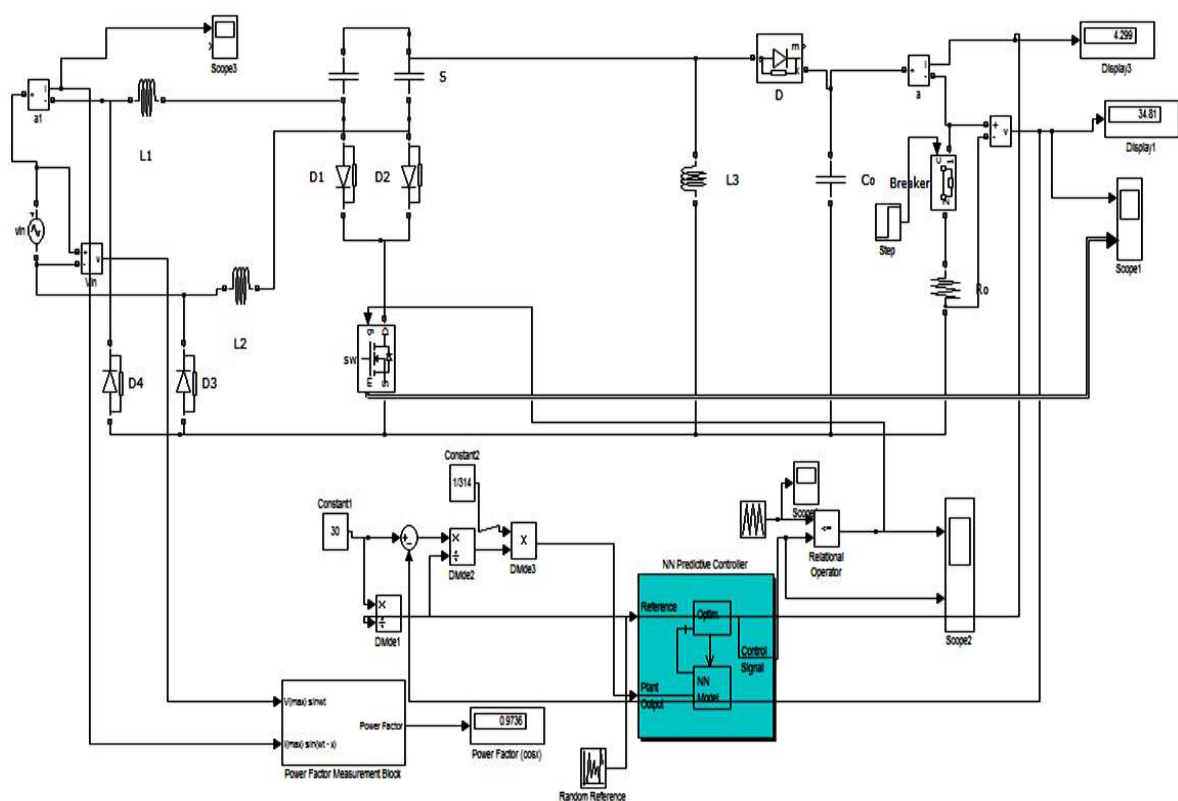 Scope3
4.299
Display3
m
D
a
a1
L1
S
34.81
Display1
D1
D2
L3
Co
Breaker
Step
Scope1
vin
Vin
L2
Ro
sw
D4
D3
Constant2
1/314
Constant1
30
Divide2
Divide3
Divide1
<=
Relational
Operator
Scope2
NN Predictive Controller
Reference
Optim.
Control
Signal
Plant
Output
NN
Model
V(max) sinwt
Power Factor
I(max) sin(wt - x)
Power Factor Measurement Block
0.9736
Power Factor (cosx)
Random Reference